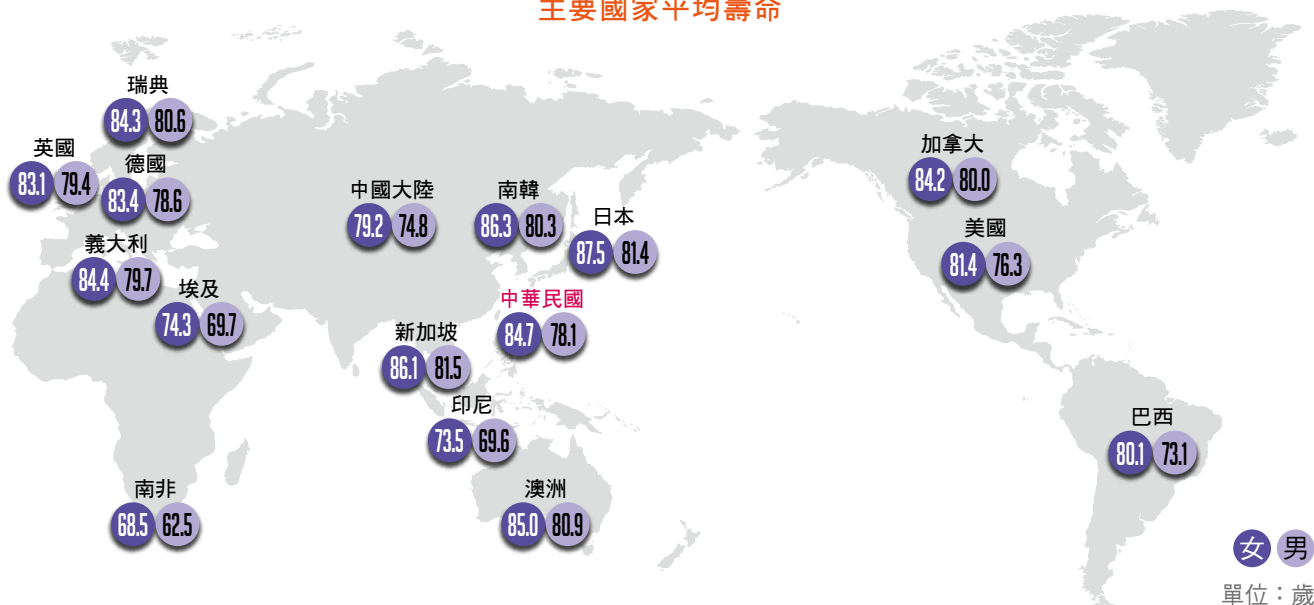 主要國家平均壽命
瑞典
84.3 80.6
英國
83.1 79.4
德國
83.4 78.6
義大利
84.4 79.7
埃及
74.3 69.7
南非
68.5 62.5
中國大陸
79.2 74.8
南韓
86.3 80.3
日本
87.5 81.4
中華民國
84.7 78.1
新加坡
86.1 81.5
印尼
73.5 69.6
澳洲
85.0 80.9
加拿大
84.2 80.0
美國
81.4 76.3
巴西
80.1 73.1
女 男
單位：歲